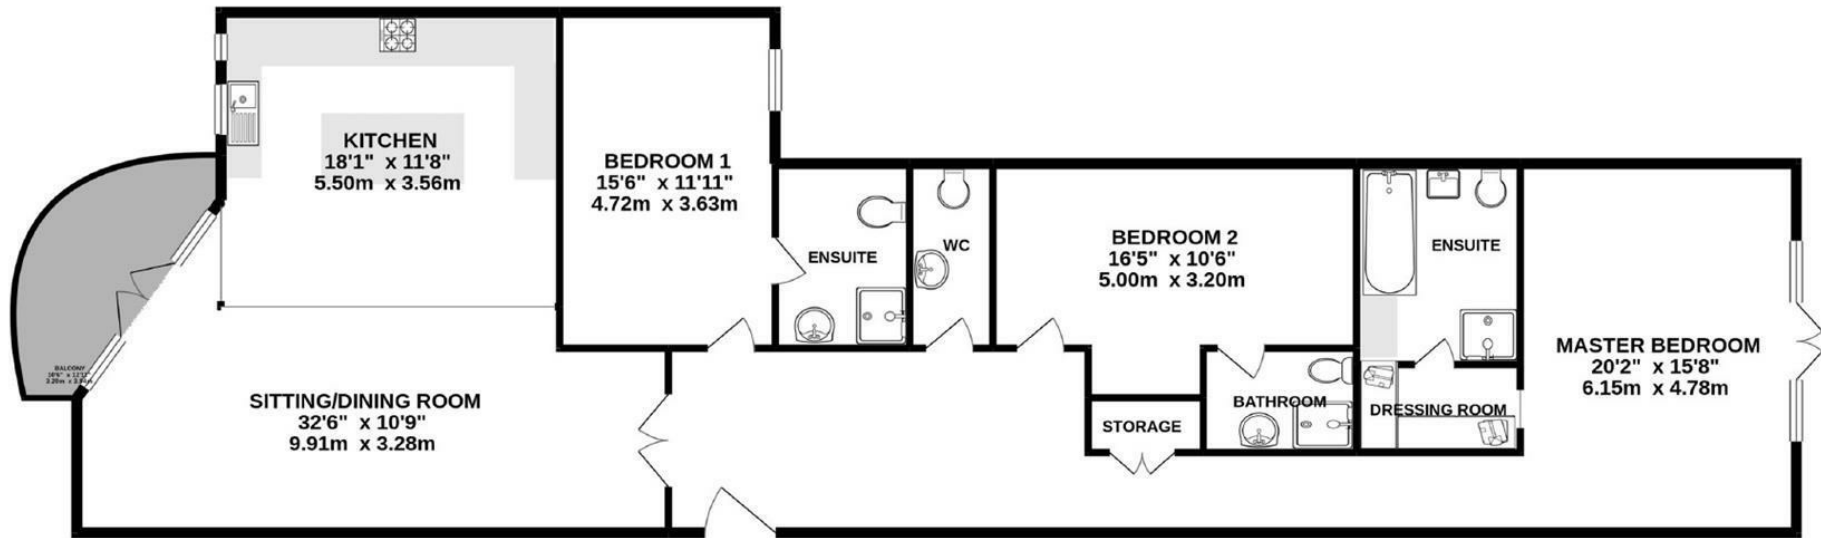 KITCHEN
18'1" x 11'8"
5.50m x 3.56m
BEDROOM 1
15'6" x 11'11"
4.72m x 3.63m
ENSUITE
WC
BEDROOM 2
16'5" x 10'6"
5.00m x 3.20m
ENSUITE
MASTER BEDROOM
20'2" x 15'8"
6.15m x 4.78m
BALCONY
SITTING/DINING ROOM
32'6" x 10'9"
9.91m x 3.28m
STORAGE
BATHROOM
DRESSING ROOM